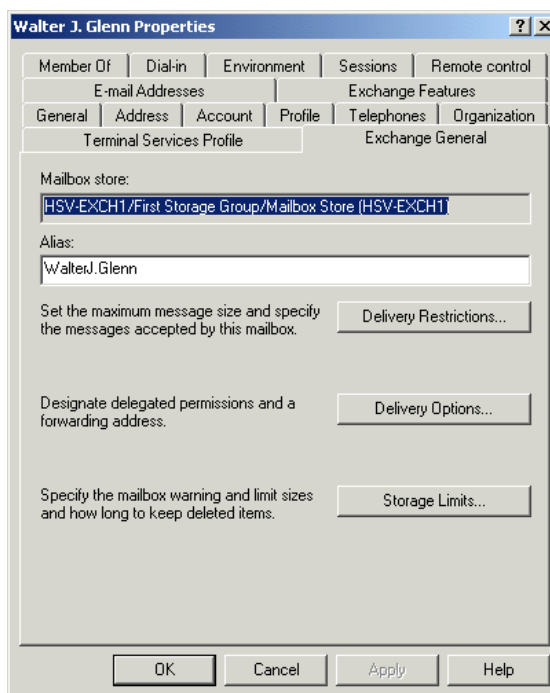 Walter J. Glenn Properties
Member Of Dial-in Environment Sessions Remote control
E-mail Addresses Exchange Features
General Address Account Profile Telephones Organization
Terminal Services Profile Exchange General
Mailbox store:
HSV-EXCH1/First Storage Group/Mailbox Store (HSV-EXCH1)
Alias:
WalterJ.Glenn
Set the maximum message size and specify
the messages accepted by this mailbox.
Delivery Restrictions...
Designate delegated permissions and a
forwarding address.
Delivery Options...
Specify the mailbox warning and limit sizes
and how long to keep deleted items.
Storage Limits...
OK Cancel Apply Help